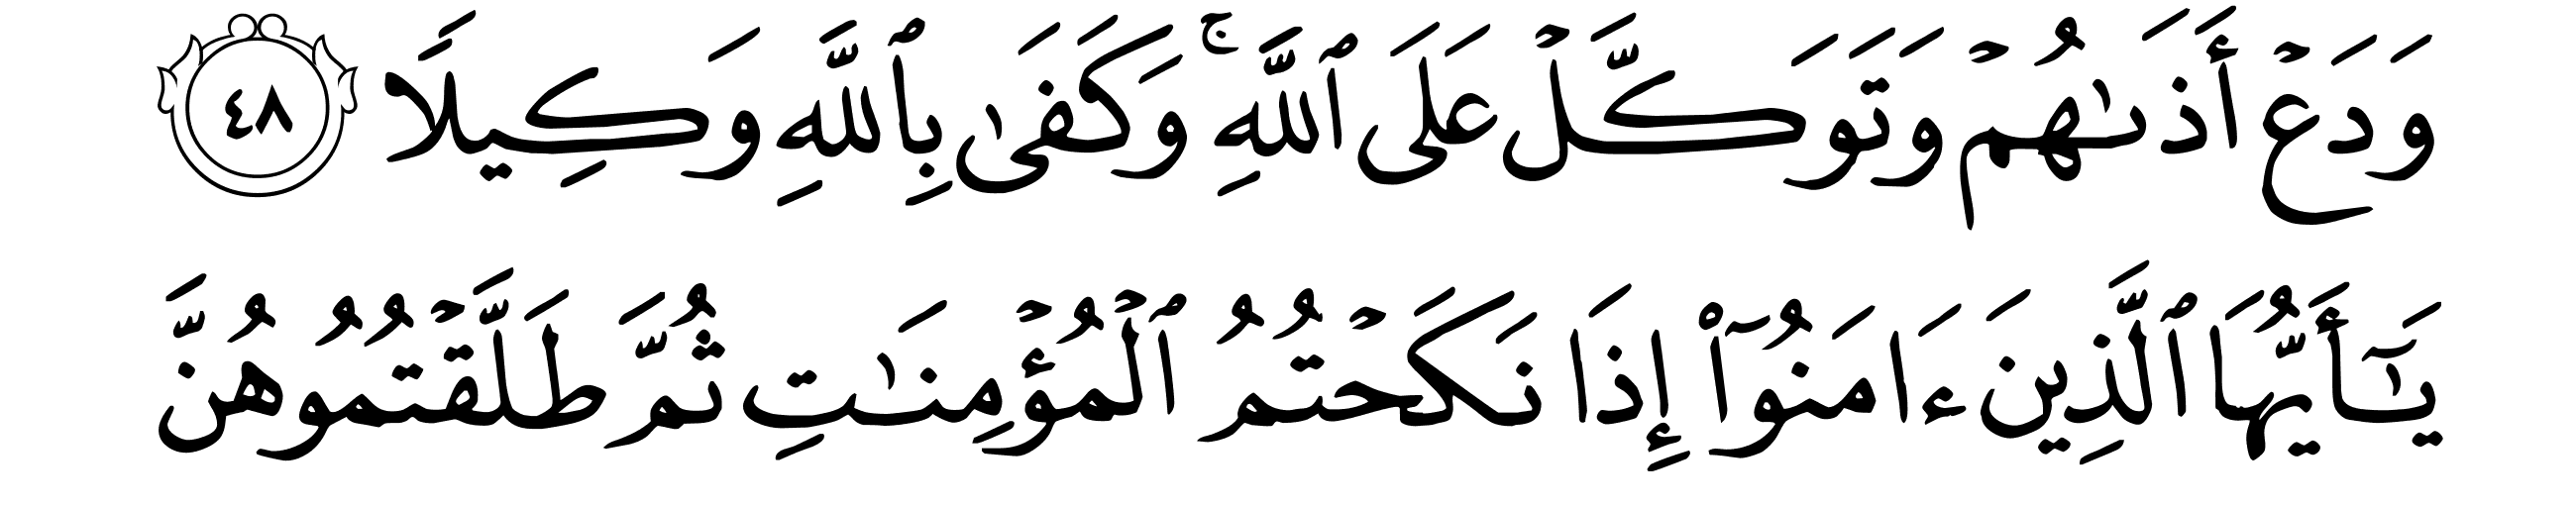 وَدَعۡ أَذَىٰهُمۡ وَتَوَكَّلۡ عَلَى ٱللَّهِۚ وَكَفَىٰ بِٱللَّهِ وَكِيلًا ٤٨
يَٰٓأَيُّهَا ٱلَّذِينَ ءَامَنُوٓاْ إِذَا نَكَحۡتُمُ ٱلۡمُؤۡمِنَٰتِ ثُمَّ طَلَّقۡتُمُوهُنَّ